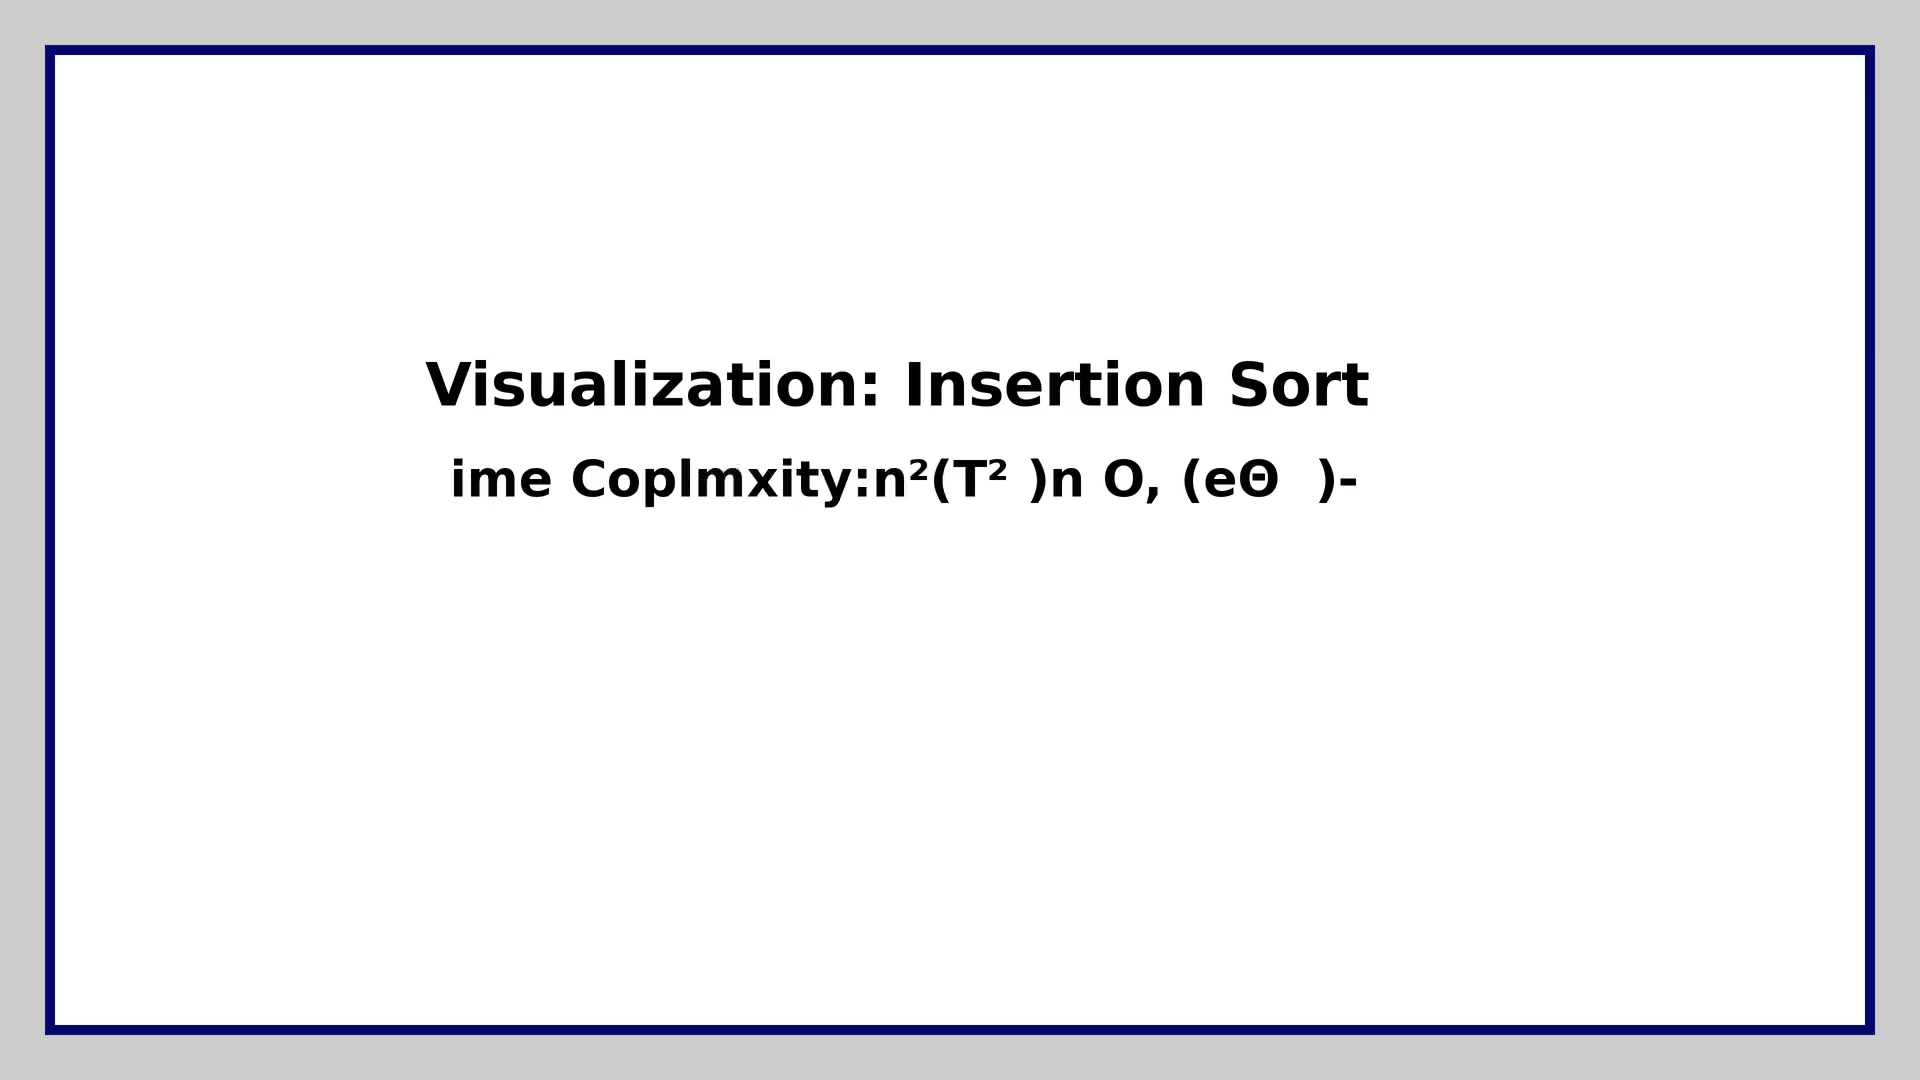 Visualization: Insertion Sort
ime Coplmxity:n²(T² )n O, (eΘ  )-